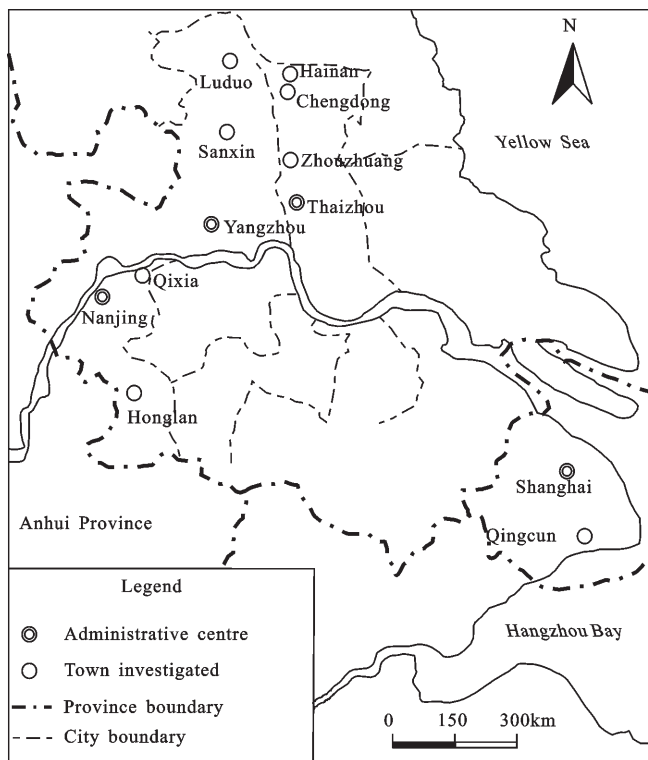 N
Luduo
Hainan
Chengdong
Yellow Sea
Sanxin
Zhouzhuang
Thaizhou
Yangzhou
Qixia
Nanjing
Honglan
Shanghai
Anhui Province
Qingcun
Legend
Administrative centre
Hangzhou Bay
Town investigated
Province boundary
0 150 300km
City boundary